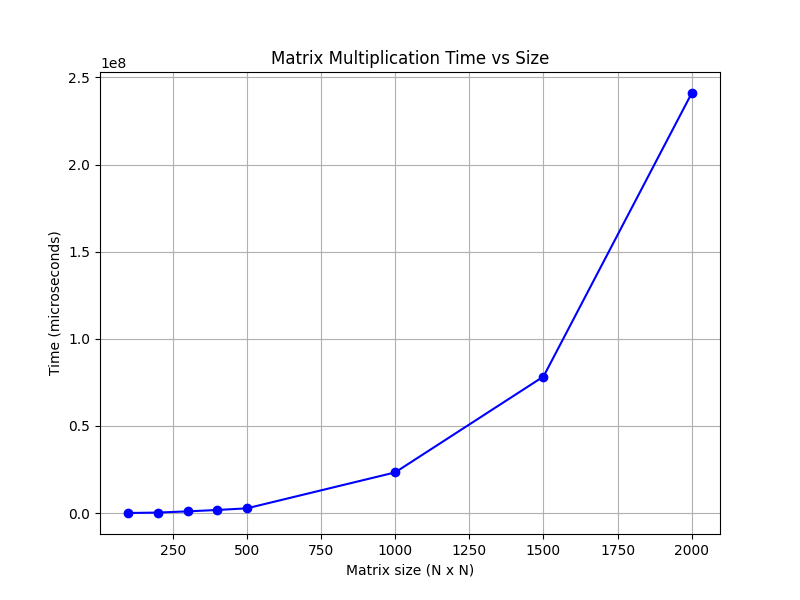 Matrix Multiplication Time vs Size
1e8
2.5
2.0
1.5
1.0
0.5
0.0
Time (microseconds)
250 500 750 1000 1250 1500 1750 2000
Matrix size (N x N)